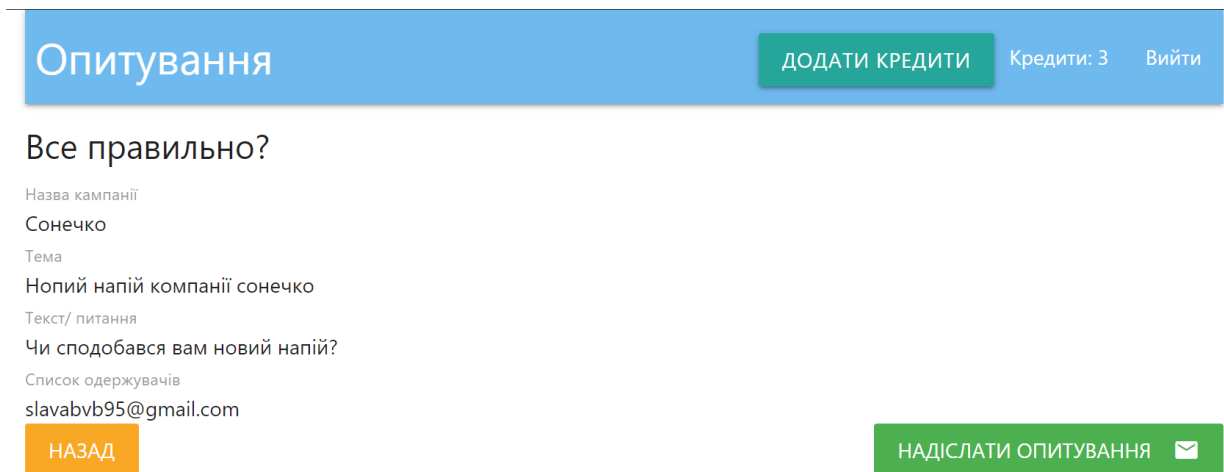 Опитування
ДОДАТИ КРЕДИТИ
Кредити: 3
Вийти
Все правильно?
Назва кампанії
Сонечко
Тема
Нопий напій компанії сонечко
Текст/ питання
Чи сподобався вам новий напій?
Список одержувачів
slavabvb95@gmail.com
НАЗАД
НАДІСЛАТИ ОПИТУВАННЯ